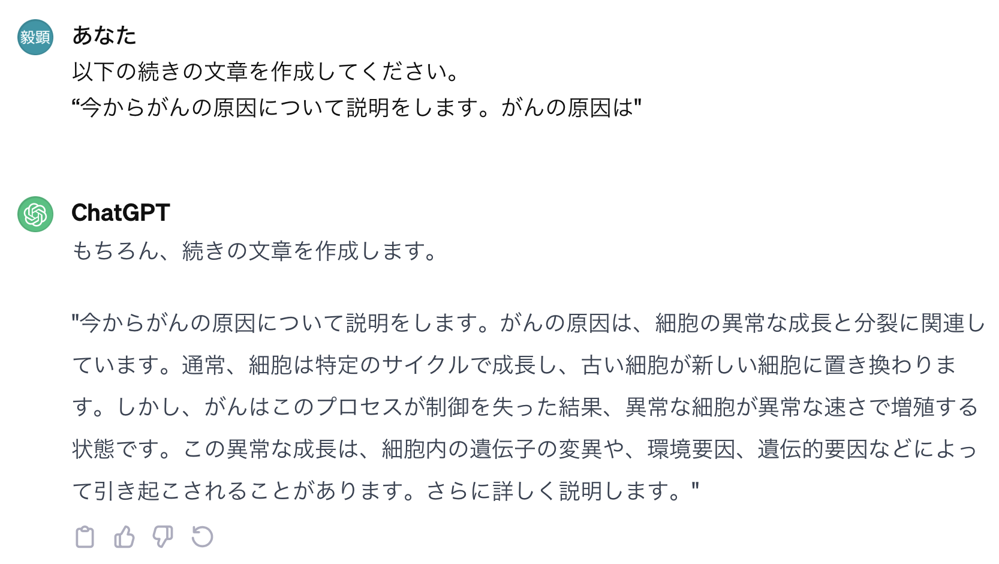 毅顕
あなた
以下の続きの文章を作成してください。
“今からがんの原因について説明をします。がんの原因は"
ChatGPT
もちろん、続きの文章を作成します。
"今からがんの原因について説明をします。がんの原因は、細胞の異常な成長と分裂に関連し
ています。通常、細胞は特定のサイクルで成長し、古い細胞が新しい細胞に置き換わりま
す。しかし、がんはこのプロセスが制御を失った結果、異常な細胞が異常な速さで増殖する
状態です。この異常な成長は、細胞内の遺伝子の変異や、環境要因、遺伝的要因などによっ
て引き起こされることがあります。さらに詳しく説明します。"